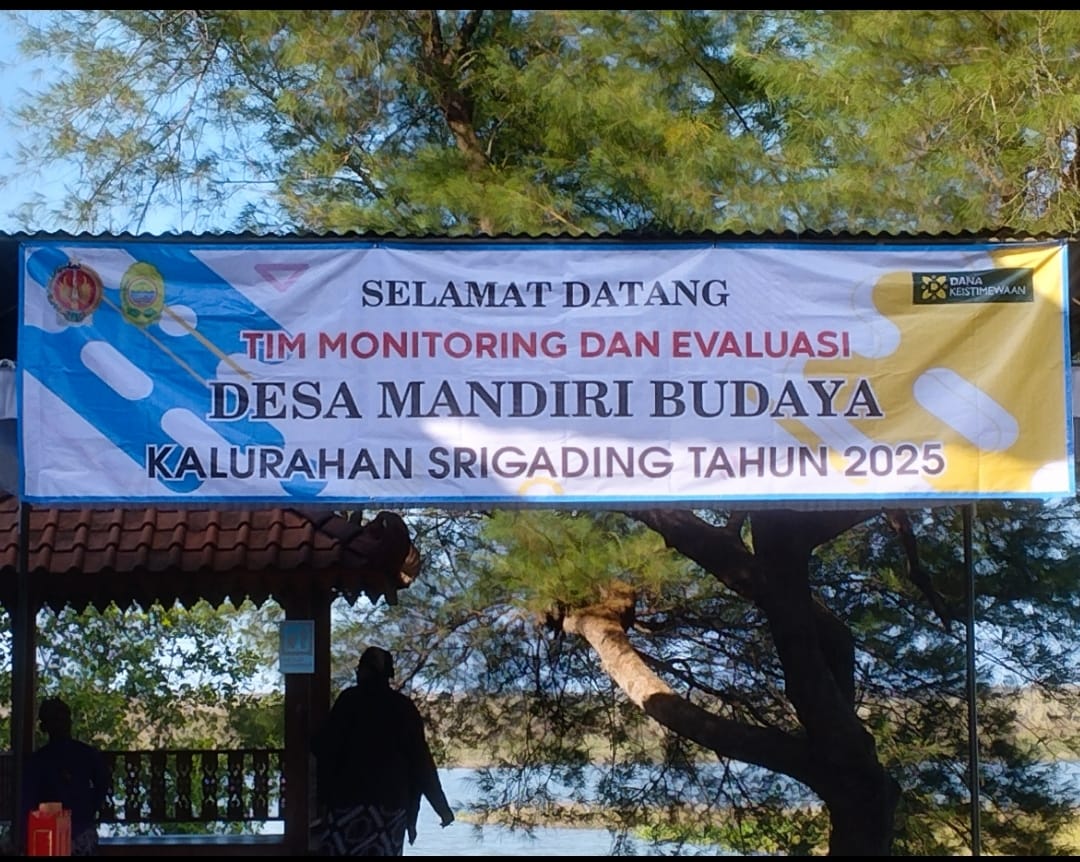 SELAMAT DATANG
DANA
KEISTIMEWAAN
TIM MONITORING DAN EVALUASI
DESA MANDIRI BUDAYA
KALURAHAN SRIGADING TAHUN 2025